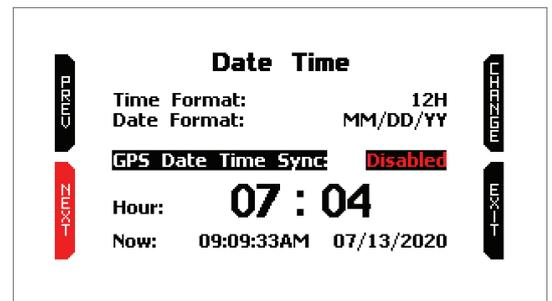 Date Time
PREV
CHANGE
Time Format: 12H
Date Format: MM/DD/YY
GPS Date Time Sync: Disabled
NEXT
EXIT
Hour: 07 : 04
Now: 09:09:33AM 07/13/2020